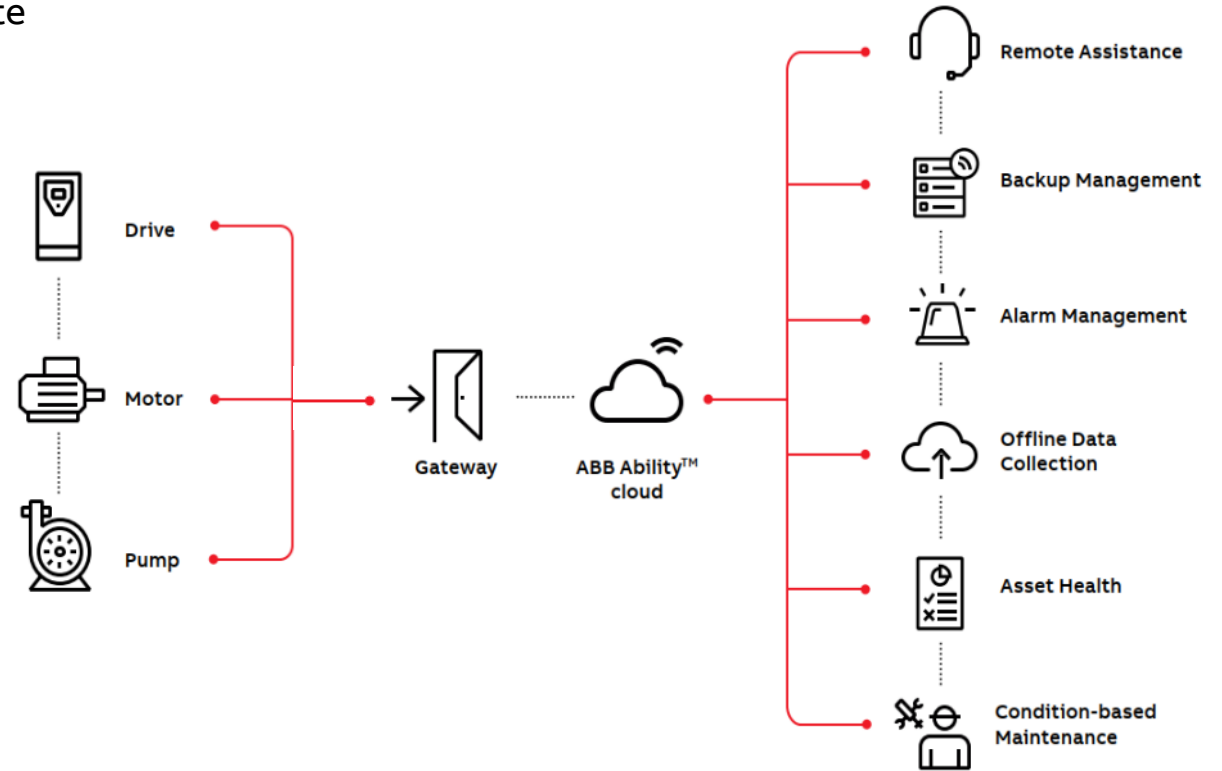 te
Drive
Motor
Pump
Gateway
ABB Ability™
cloud
Remote Assistance
Backup Management
Alarm Management
Offline Data
Collection
Asset Health
Condition-based
Maintenance